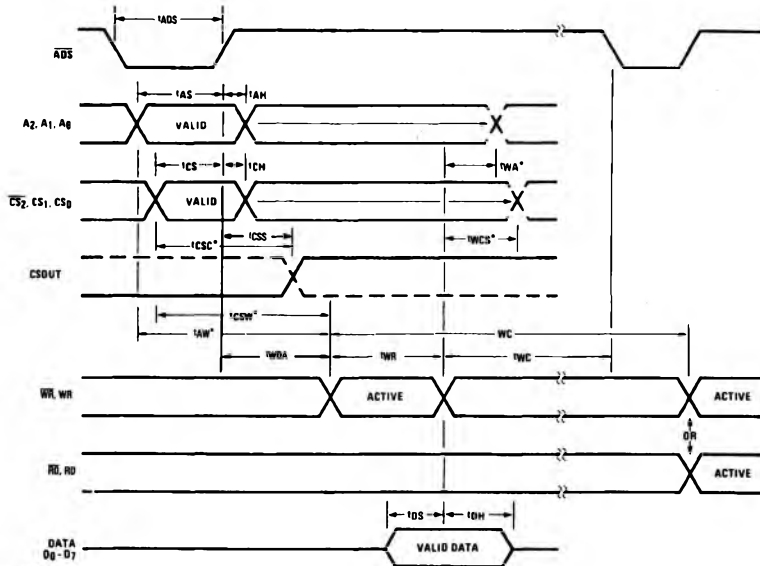 tADS
ADS
tAS tAH
A2, A1, A0 VALID
tWA*
tCS tCH
CS2, CS1, CS0 VALID
tCSS
tCSC* tWCS*
CSOUT
tCSW*
tAW* WC
tWDA tWR tWC
WR, WR ACTIVE ACTIVE
OR
RD, RD ACTIVE
tDS tDH
DATA
D0 - D7 VALID DATA